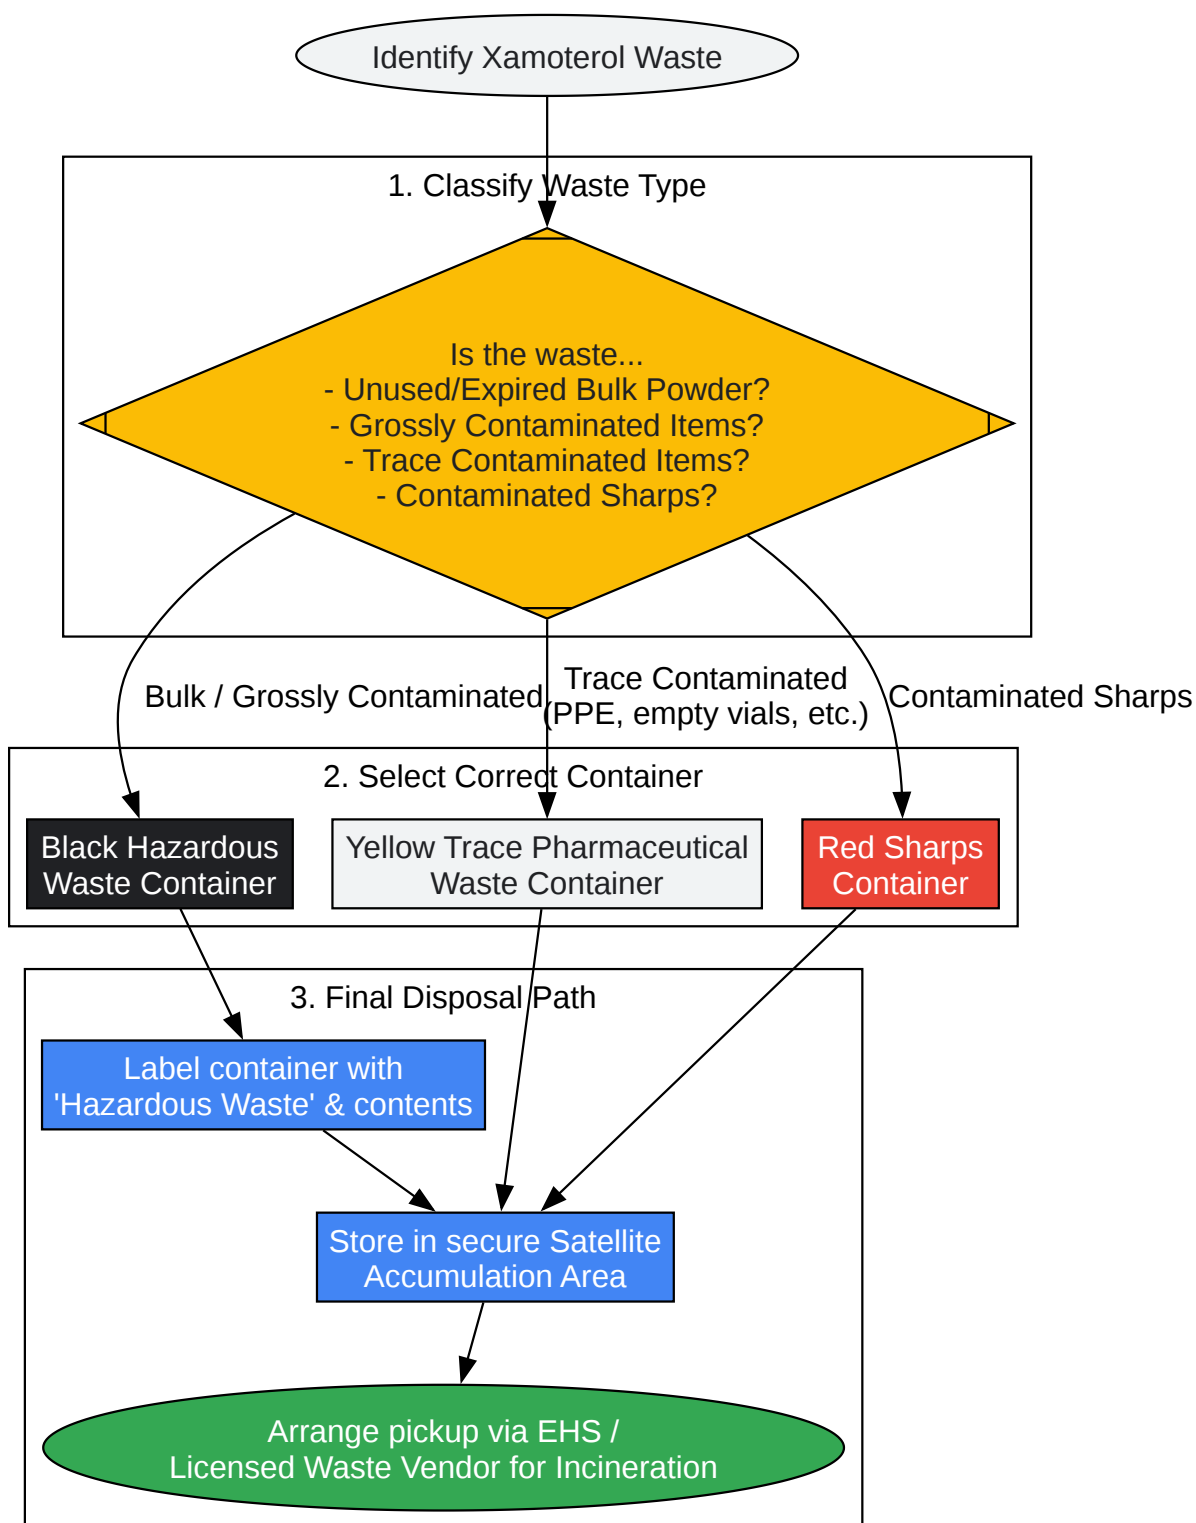 Identify Xamoterol Waste
1. Classify Waste Type
Is the waste...
- Unused/Expired Bulk Powder?
- Grossly Contaminated Items?
- Trace Contaminated Items?
- Contaminated Sharps?
Bulk / Grossly Contaminated
Trace Contaminated
(PPE, empty vials, etc.)
Contaminated Sharps
2. Select Correct Container
Black Hazardous
Waste Container
Yellow Trace Pharmaceutical
Waste Container
Red Sharps
Container
3. Final Disposal Path
Label container with
'Hazardous Waste' & contents
Store in secure Satellite
Accumulation Area
Arrange pickup via EHS /
Licensed Waste Vendor for Incineration